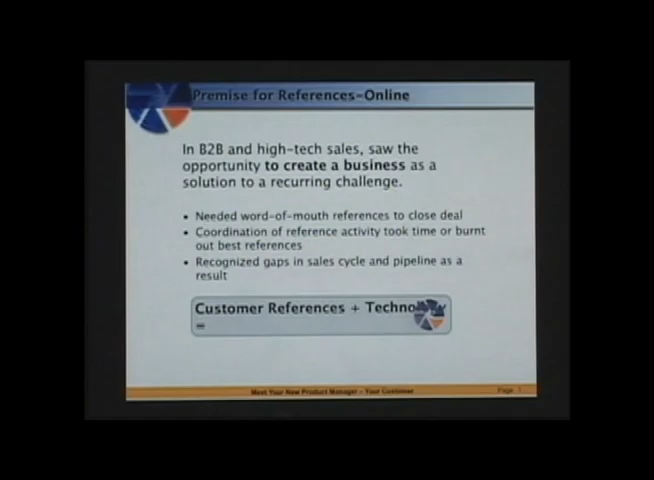 Premise for References-Online
In B2B and high-tech sales, saw the
opportunity to create a business as a
solution to a recurring challenge.
• Needed word-of-mouth references to close deal
• Coordination of reference activity took time or burnt
out best references
• Recognized gaps in sales cycle and pipeline as a
result
Customer References + Techno
=
Meet Your New Product Manager - Your Customer
Page